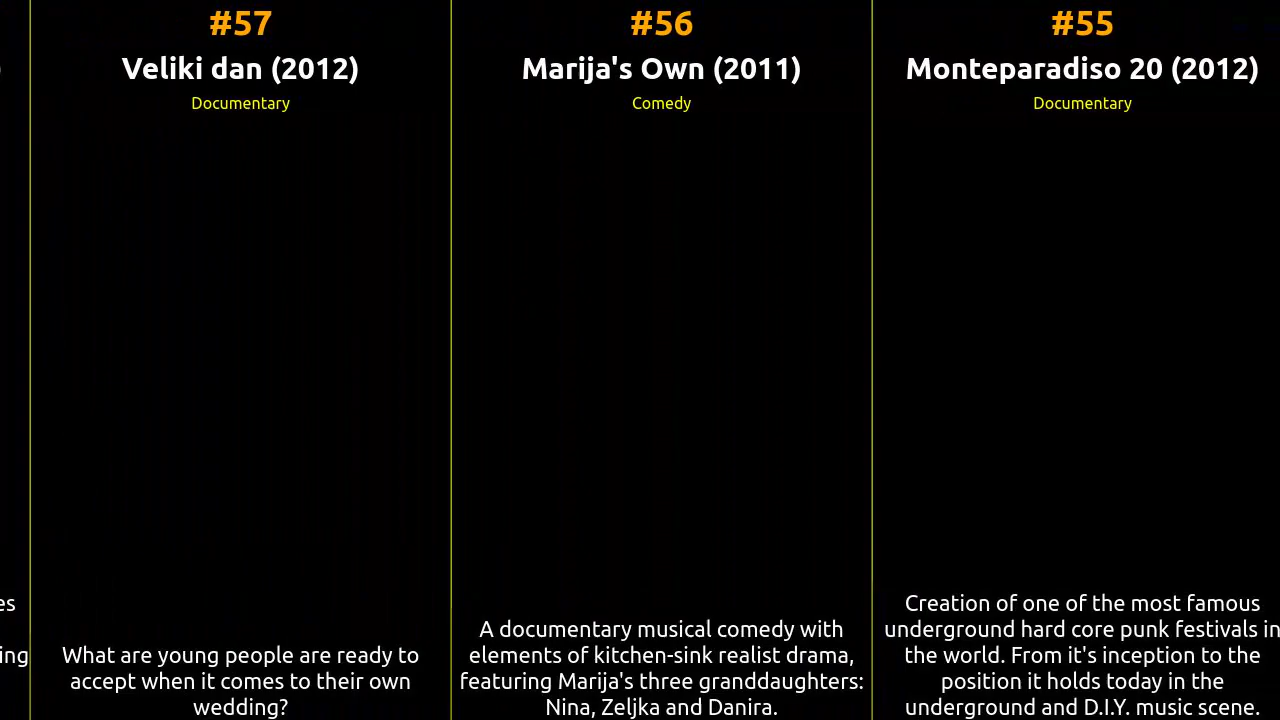 #57
Veliki dan (2012)
Documentary
What are young people are ready to
accept when it comes to their own
wedding?
#56
Marija's Own (2011)
Comedy
A documentary musical comedy with
elements of kitchen-sink realist drama,
featuring Marija's three granddaughters:
Nina, Zeljka and Danira.
#55
Monteparadiso 20 (2012)
Documentary
Creation of one of the most famous
underground hard core punk festivals in
the world. From it's inception to the
position it holds today in the
underground and D.I.Y. music scene.